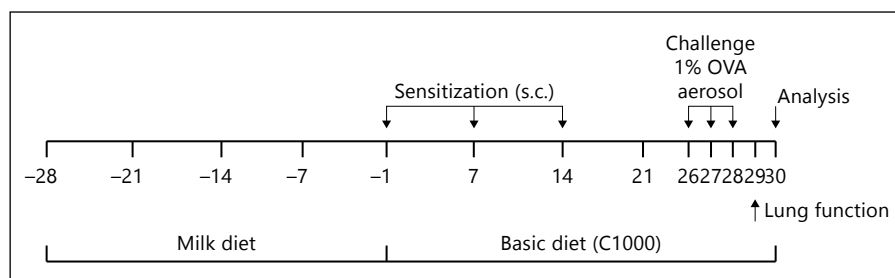 Challenge
1% OVA
aerosol
Sensitization (s.c.)
Analysis
–28 –21 –14 –7 –1 7 14 21 26 27 28 29 30
Lung function
Milk diet Basic diet (C1000)